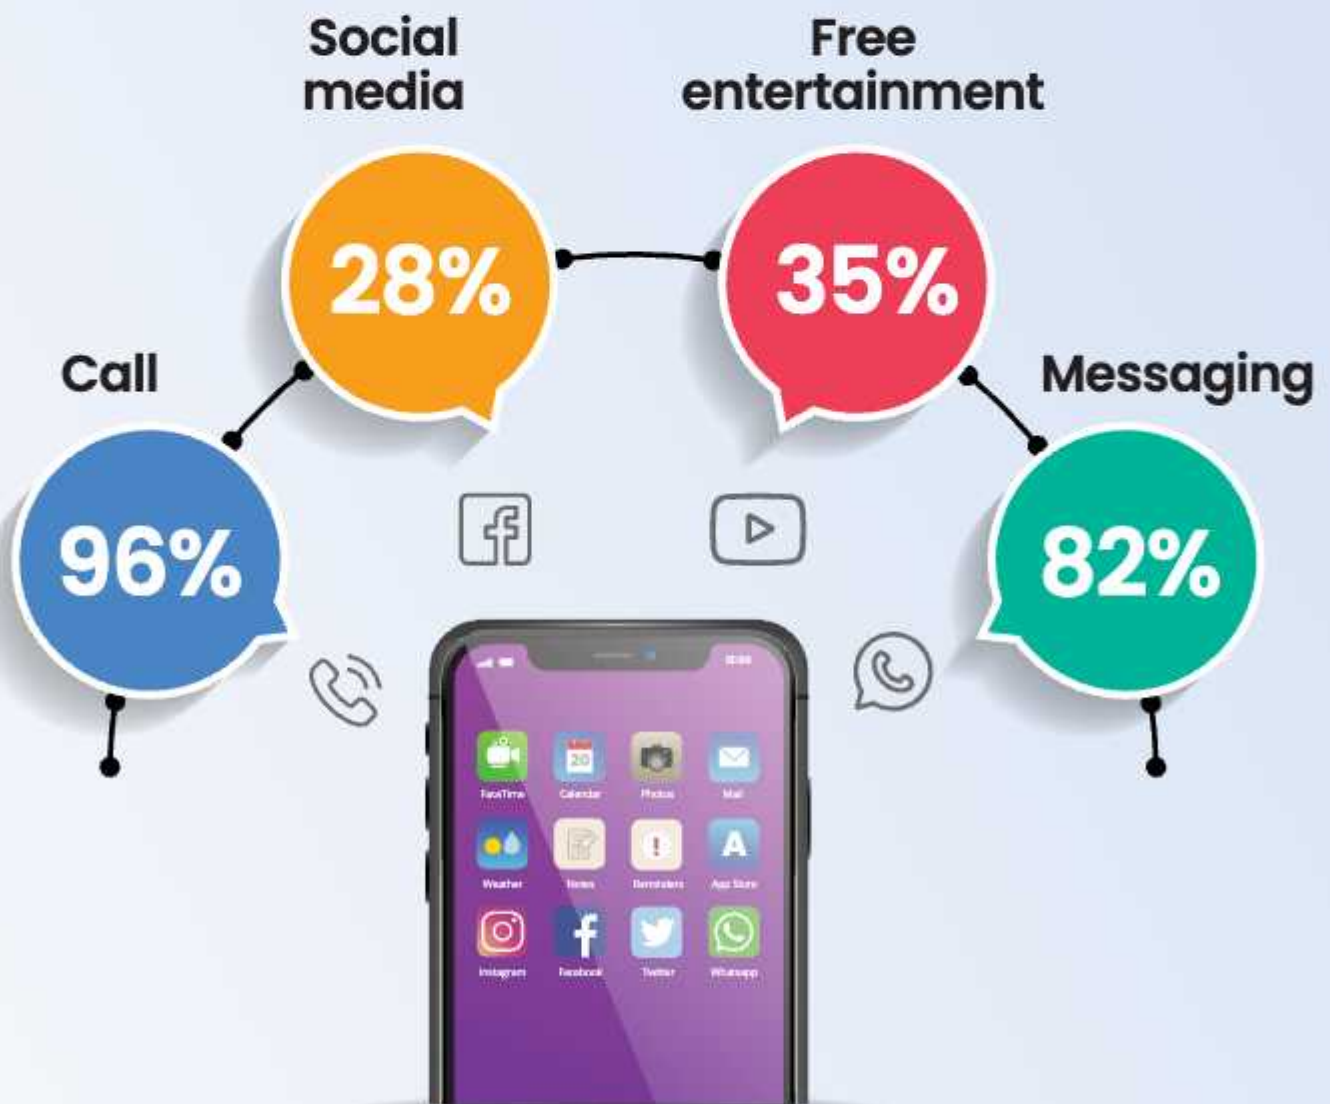 Social
media
Free
entertainment
28%
35%
Call
Messaging
96%
82%
20
FaceTime
Calendar
Photos
Mail
Weather
Notes
Reminders
App Store
Instagram
Facebook
Twitter
Whatsapp